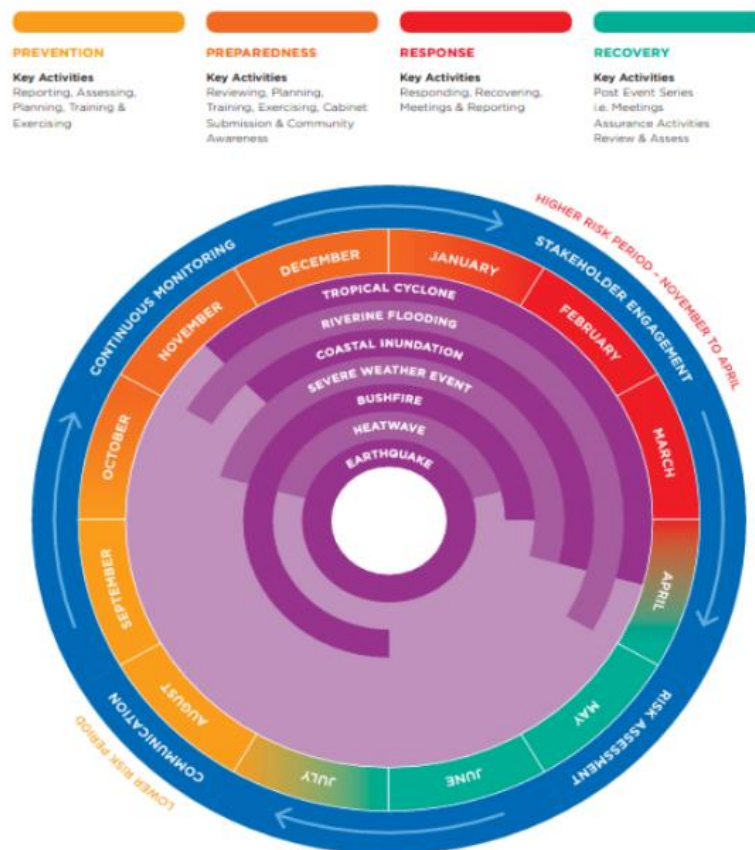 PREVENTION
Key Activities
Reporting, Assessing,
Planning, Training &
Exercising
PREPAREDNESS
Key Activities
Reviewing, Planning,
Training, Exercising, Cabinet
Submission & Community
Awareness
RESPONSE
Key Activities
Responding, Recovering,
Meetings & Reporting
RECOVERY
Key Activities
Post Event Series
i.e. Meetings
Assurance Activities
Review & Assess
HIGHER RISK PERIOD - NOVEMBER TO APRIL
CONTINUOUS MONITORING
STAKEHOLDER ENGAGEMENT
RISK ASSESSMENT
COMMUNICATION
LOWER RISK PERIOD
JANUARY
FEBRUARY
MARCH
APRIL
MAY
JUNE
JULY
AUGUST
SEPTEMBER
OCTOBER
NOVEMBER
DECEMBER
TROPICAL CYCLONE
RIVERINE FLOODING
COASTAL INUNDATION
SEVERE WEATHER EVENT
BUSHFIRE
HEATWAVE
EARTHQUAKE